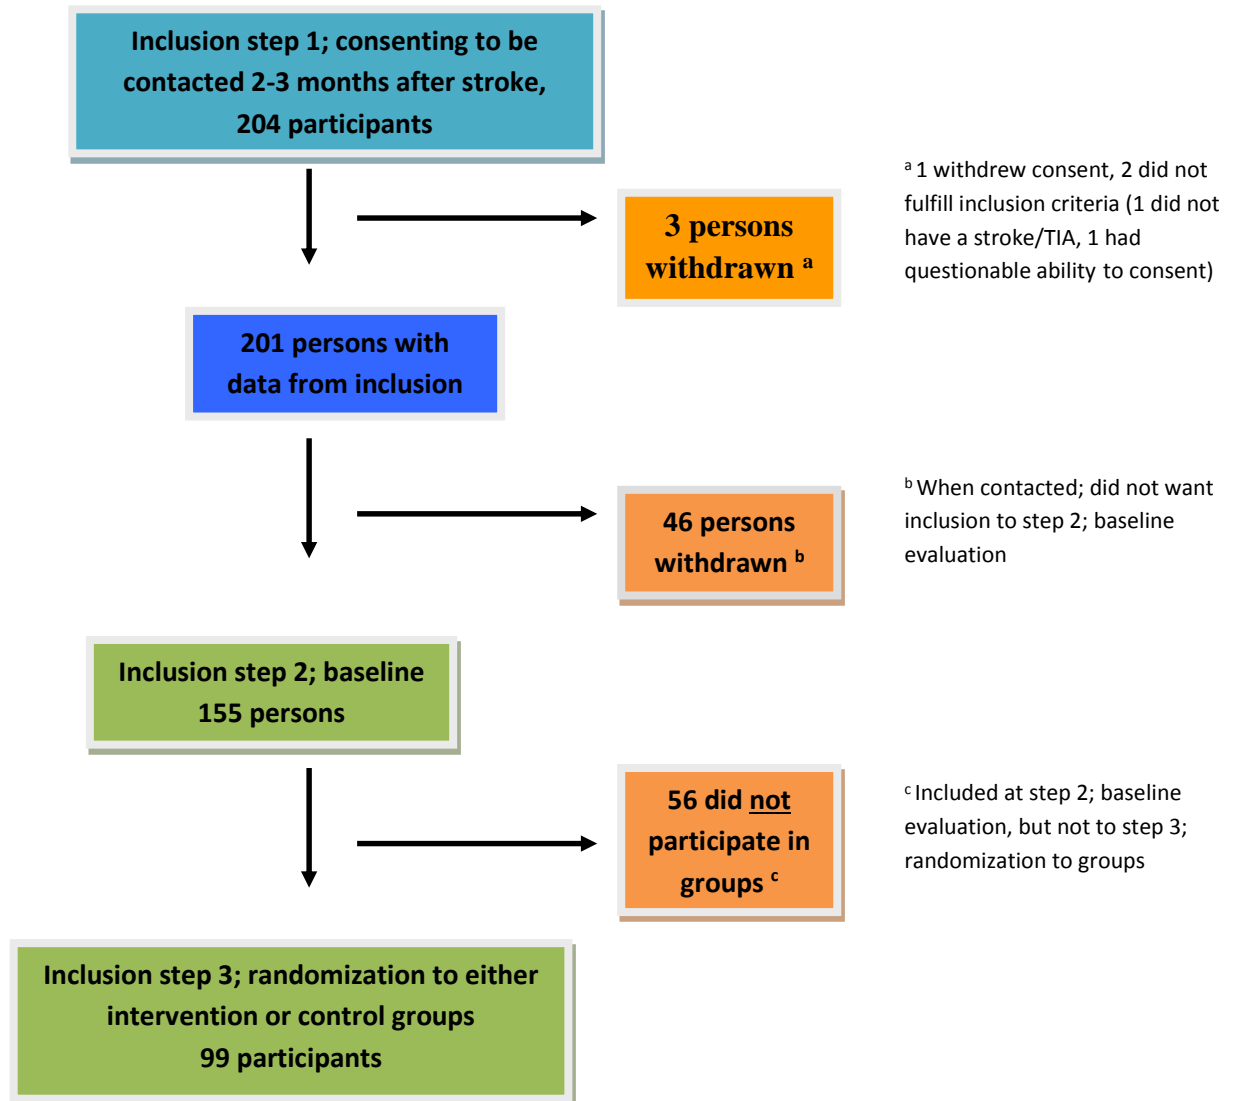 Inclusion step 1; consenting to be
contacted 2-3 months after stroke,
204 participants
3 persons
withdrawn a
a 1 withdrew consent, 2 did not
fulfill inclusion criteria (1 did not
have a stroke/TIA, 1 had
questionable ability to consent)
201 persons with
data from inclusion
46 persons
withdrawn b
b When contacted; did not want
inclusion to step 2; baseline
evaluation
Inclusion step 2; baseline
155 persons
56 did not
participate in
groups c
c Included at step 2; baseline
evaluation, but not to step 3;
randomization to groups
Inclusion step 3; randomization to either
intervention or control groups
99 participants